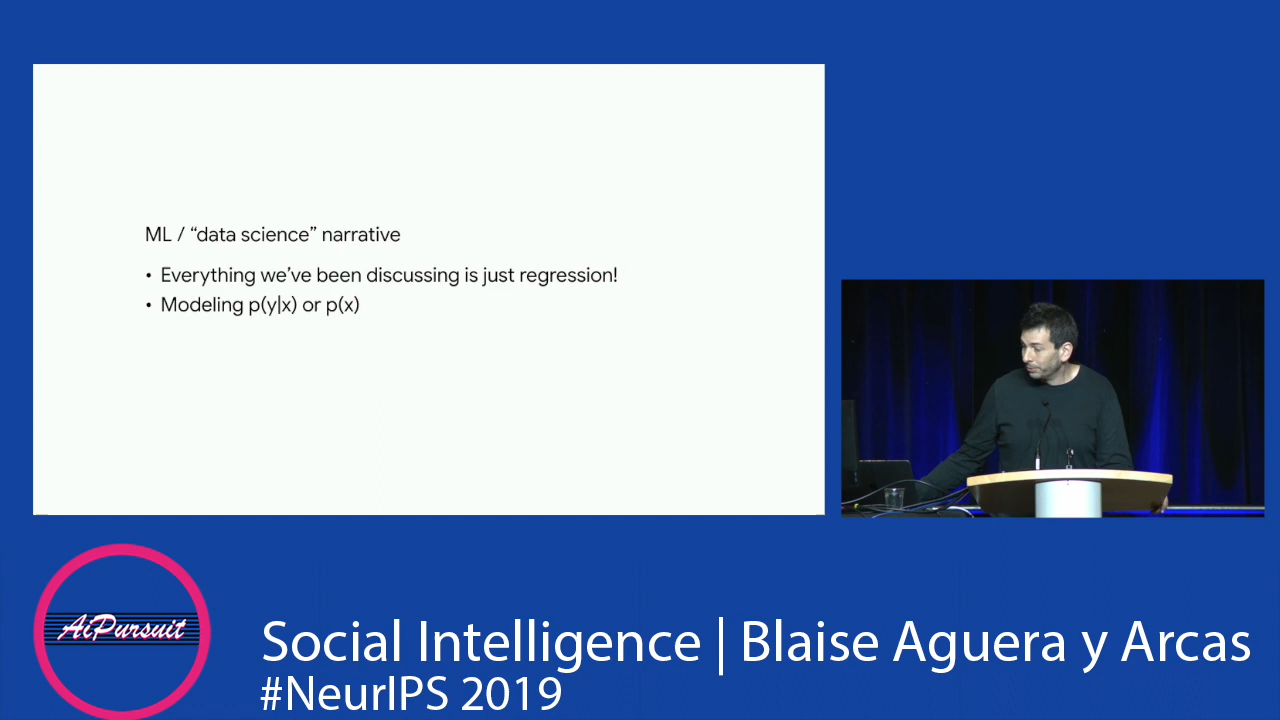 ML / “data science” narrative
• Everything we’ve been discussing is just regression!
• Modeling p(y|x) or p(x)
AiPursuit
Social Intelligence | Blaise Aguera y Arcas
#NeurIPS 2019